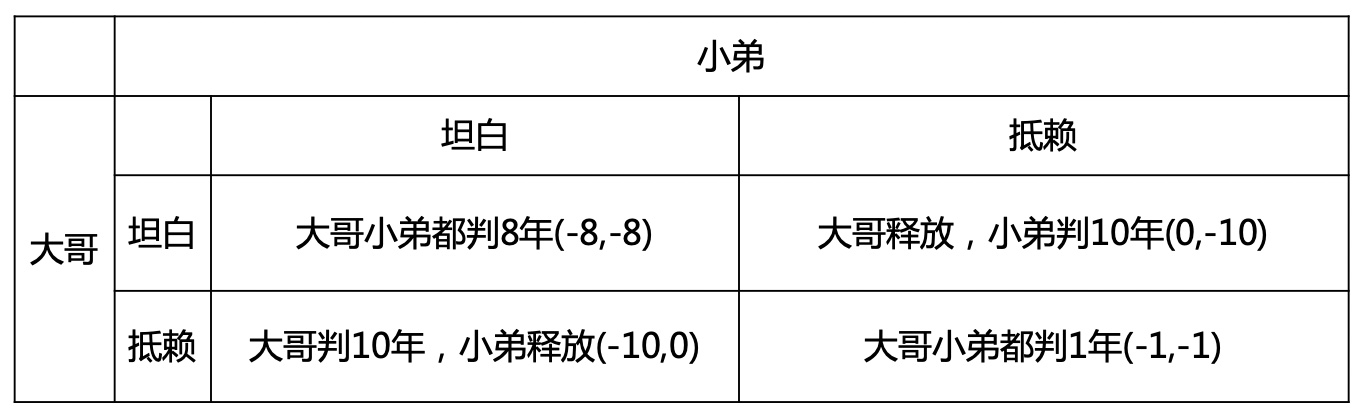 小弟
坦白
抵赖
大哥
坦白
大哥小弟都判8年(-8,-8)
大哥释放，小弟判10年(0,-10)
抵赖
大哥判10年，小弟释放(-10,0)
大哥小弟都判1年(-1,-1)